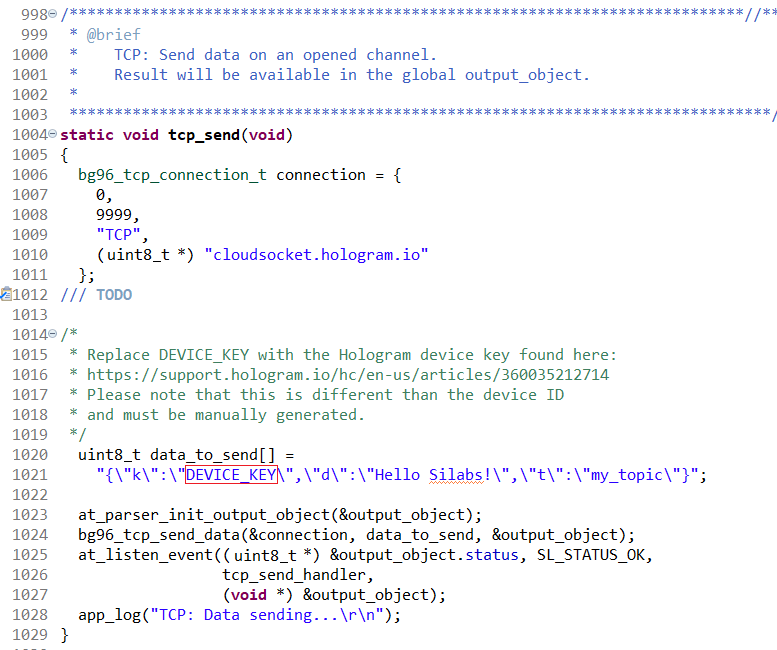 998 /***************************************************************************//**
999  * @brief
1000  *    TCP: Send data on an opened channel.
1001  *    Result will be available in the global output_object.
1002  *
1003  ******************************************************************************/
1004 static void tcp_send(void)
1005 {
1006   bg96_tcp_connection_t connection = {
1007     0,
1008     9999,
1009     "TCP",
1010     (uint8_t *) "cloudsocket.hologram.io"
1011   };
1012 /// TODO
1013
1014 /*
1015  * Replace DEVICE_KEY with the Hologram device key found here:
1016  * https://support.hologram.io/hc/en-us/articles/360035212714
1017  * Please note that this is different than the device ID
1018  * and must be manually generated.
1019  */
1020   uint8_t data_to_send[] =
1021     "{\"k\":\"DEVICE_KEY\",\"d\":\"Hello Silabs!\",\"t\":\"my_topic\"}";
1022
1023   at_parser_init_output_object(&output_object);
1024   bg96_tcp_send_data(&connection, data_to_send, &output_object);
1025   at_listen_event((uint8_t *) &output_object.status, SL_STATUS_OK,
1026                   tcp_send_handler,
1027                   (void *) &output_object);
1028   app_log("TCP: Data sending...\r\n");
1029 }